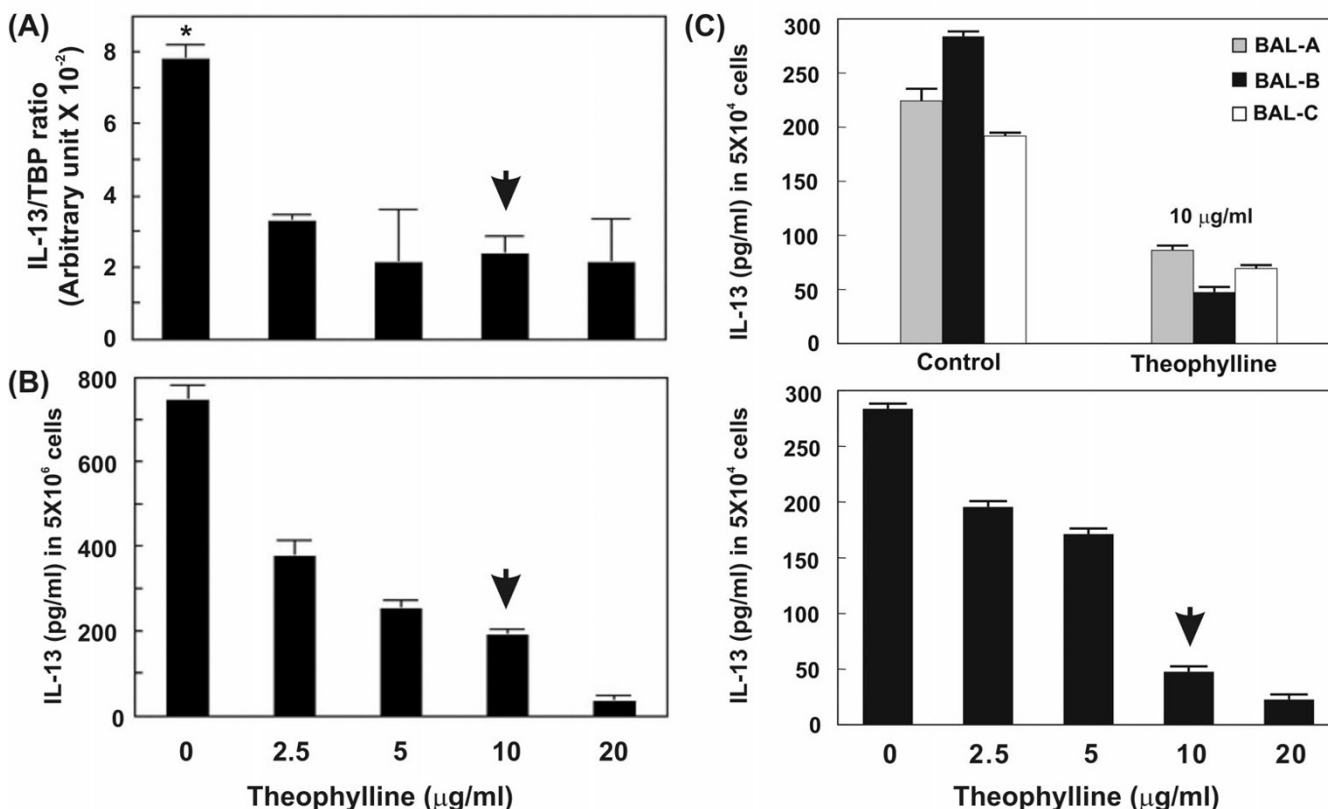 (A)
IL-13/TBP ratio
(Arbitrary unit X 10-2)
8
6
4
2
0
*
(B)
IL-13 (pg/ml) in 5X10⁶ cells
800
600
400
200
0
0 2.5 5 10 20
Theophylline (µg/ml)
(C)
IL-13 (pg/ml) in 5X10⁴ cells
300
250
200
150
100
50
0
BAL-A
BAL-B
BAL-C
10 µg/ml
Control Theophylline
IL-13 (pg/ml) in 5X10⁴ cells
300
250
200
150
100
50
0
0 2.5 5 10 20
Theophylline (µg/ml)